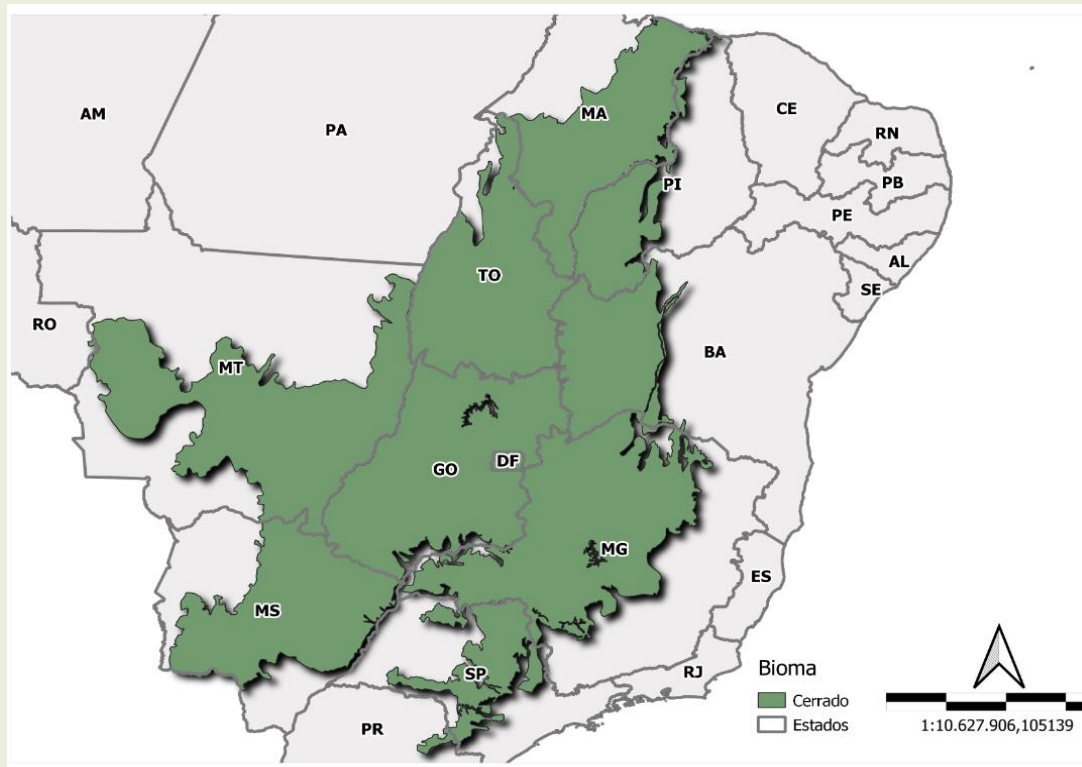 AM
PA
MA
CE
RN
PB
PI
PE
AL
SE
TO
RO
MT
BA
GO
DF
MG
ES
MS
SP
RJ
PR
Bioma
Cerrado
Estados
1:10.627.906,105139